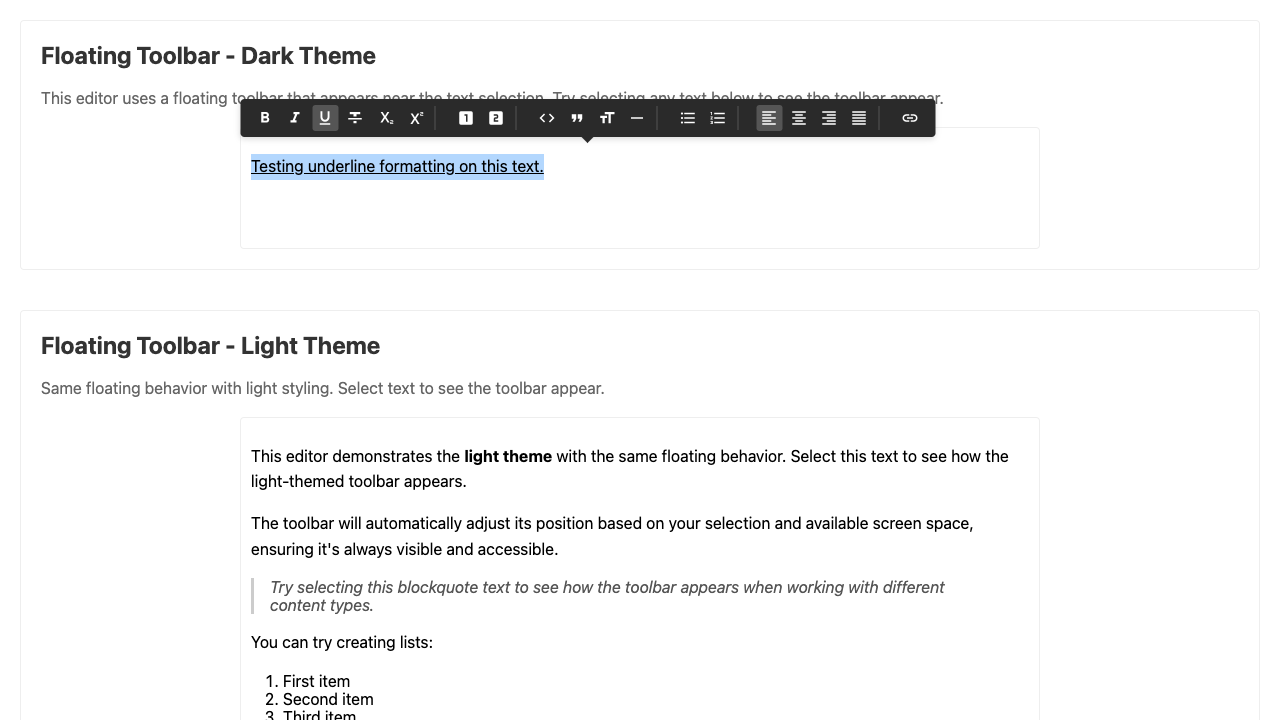 Floating Toolbar - Dark Theme
This editor uses a floating toolbar that appears near the text selection. Try selecting any text below to see the toolbar appear.
B I U T X₂ X² 1 2 <> " TT
Testing underline formatting on this text.
Floating Toolbar - Light Theme
Same floating behavior with light styling. Select text to see the toolbar appear.
This editor demonstrates the light theme with the same floating behavior. Select this text to see how the
light-themed toolbar appears.
The toolbar will automatically adjust its position based on your selection and available screen space,
ensuring it's always visible and accessible.
Try selecting this blockquote text to see how the toolbar appears when working with different
content types.
You can try creating lists:
1. First item
2. Second item
3. Third item